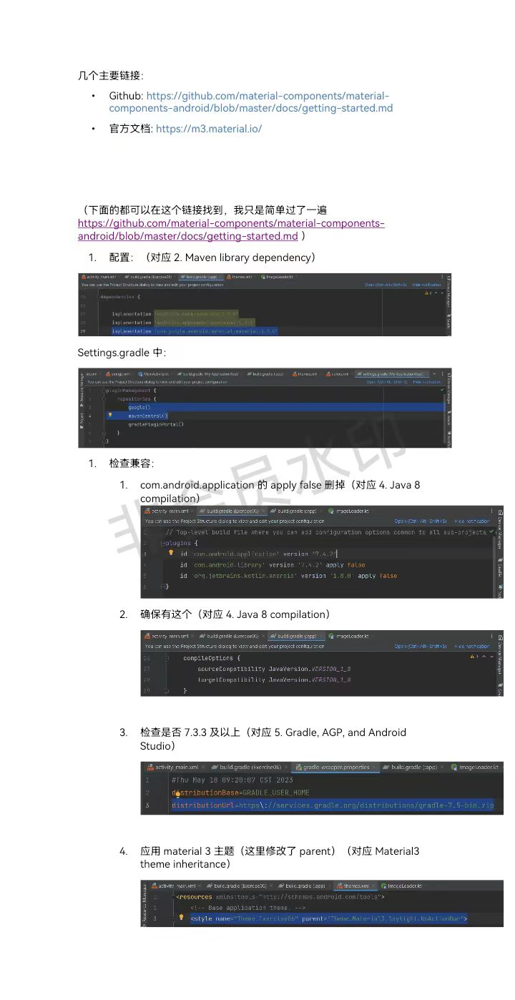 几个主要链接：
• Github: https://github.com/material-components/material-
components-android/blob/master/docs/getting-started.md
• 官方文档: https://m3.material.io/
（下面的都可以在这个链接找到，我只是简单过了一遍
https://github.com/material-components/material-components-
android/blob/master/docs/getting-started.md ）
1. 配置：（对应 2. Maven library dependency）
activity_main.xml build.gradle (Exercise06) build.gradle (:app) themes.xml ImageLoader.kt
You can use the Project Structure dialog to view and edit your project configuration Open (Ctrl+Alt+Shift+S) Hide notification
35 dependencies {
36
37 implementation
38 implementation
39 implementation 'com.google.android.material:material:1.5.0'
Settings.gradle 中：
strings.xml MainActivity.kt build.gradle (My ApplicationTest) build.gradle (:app) themes.xml colors.xml settings.gradle (My ApplicationTest)
You can use the Project Structure dialog to view and edit your project configuration Open (Ctrl+Alt+Shift+S) Hide notification
1 pluginManagement {
2 repositories {
3 google()
4 mavenCentral()
5 gradlePluginPortal()
6 }
7 }
非会员水印
1. 检查兼容：
1. com.android.application 的 apply false 删掉（对应 4. Java 8
compilation）
activity_main.xml build.gradle (Exercise06) build.gradle (:app) ImageLoader.kt
You can use the Project Structure dialog to view and edit your project configuration Open (Ctrl+Alt+Shift+S) Hide notification
1 // Top-level build file where you can add configuration options common to all sub-projects
2 plugins {
3 id 'com.android.application' version '7.4.2'
4 id 'com.android.library' version '7.4.2' apply false
5 id 'org.jetbrains.kotlin.android' version '1.8.0' apply false
6 }
2. 确保有这个（对应 4. Java 8 compilation）
activity_main.xml build.gradle (Exercise06) build.gradle (:app) ImageLoader.kt
You can use the Project Structure dialog to view and edit your project configuration Open (Ctrl+Alt+Shift+S) Hide notification
26 compileOptions {
27 sourceCompatibility JavaVersion.VERSION_1_8
28 targetCompatibility JavaVersion.VERSION_1_8
29 }
3. 检查是否 7.3.3 及以上（对应 5. Gradle, AGP, and Android
Studio）
activity_main.xml build.gradle (Exercise06) gradle-wrapper.properties build.gradle (:app) ImageLoader.kt
1 #Thu May 18 09:20:07 CST 2023
2 distributionBase=GRADLE_USER_HOME
3 distributionUrl=https\://services.gradle.org/distributions/gradle-7.5-bin.zip
4. 应用 material 3 主题（这里修改了 parent）（对应 Material3
theme inheritance）
activity_main.xml build.gradle (Exercise06) build.gradle (:app) themes.xml ImageLoader.kt
1 <resources xmlns:tools="http://schemas.android.com/tools">
2 <!-- Base application theme. -->
3 <style name="Theme.Exercise06" parent="Theme.Material3.DayNight.NoActionBar">